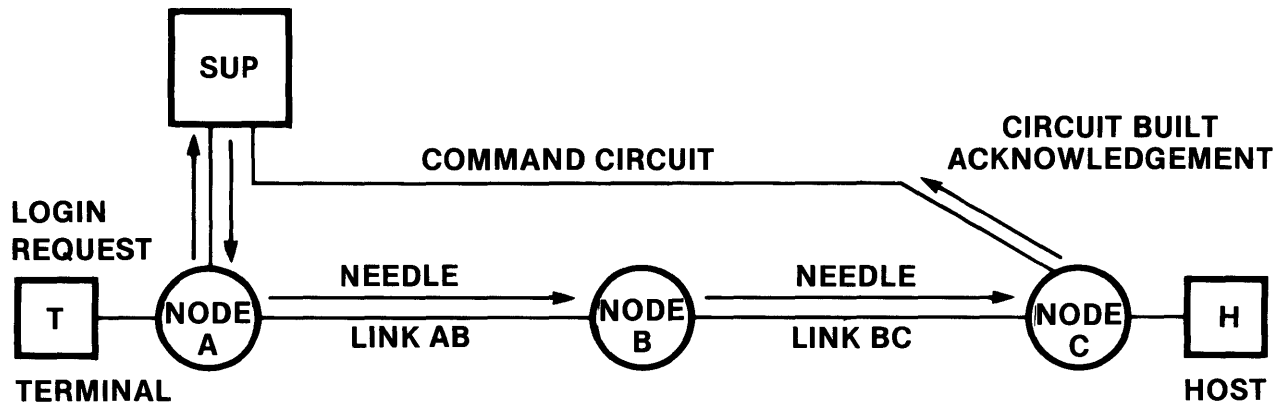 SUP
CIRCUIT BUILT
ACKNOWLEDGEMENT
COMMAND CIRCUIT
LOGIN
REQUEST
T
TERMINAL
NODE
A
NEEDLE
LINK AB
NODE
B
NEEDLE
LINK BC
NODE
C
H
HOST